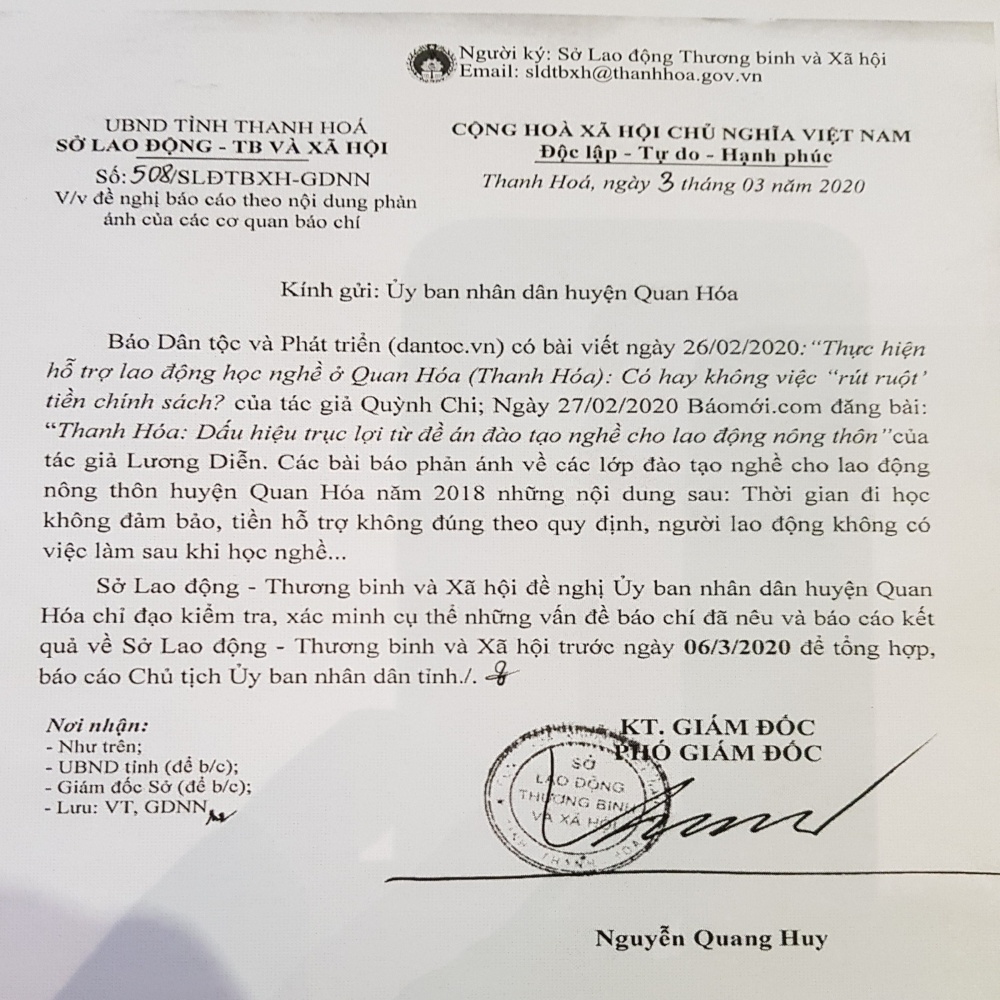 Người ký: Sở Lao động Thương binh và Xã hội
Email: sldtbxh@thanhhoa.gov.vn
UBND TỈNH THANH HOÁ
SỞ LAO ĐỘNG - TB VÀ XÃ HỘI
Số: 508/SLĐTBXH-GDNN
V/v đề nghị báo cáo theo nội dung phản
ánh của các cơ quan báo chí
CỘNG HOÀ XÃ HỘI CHỦ NGHĨA VIỆT NAM
Độc lập - Tự do - Hạnh phúc
Thanh Hoá, ngày 3 tháng 03 năm 2020
Kính gửi: Ủy ban nhân dân huyện Quan Hóa
Báo Dân tộc và Phát triển (dantoc.vn) có bài viết ngày 26/02/2020: “Thực hiện
hỗ trợ lao động học nghề ở Quan Hóa (Thanh Hóa): Có hay không việc “rút ruột’
tiền chính sách? của tác giả Quỳnh Chi; Ngày 27/02/2020 Báomới.com đăng bài:
“Thanh Hóa: Dấu hiệu trục lợi từ đề án đào tạo nghề cho lao động nông thôn”của
tác giả Lương Diễn. Các bài báo phản ánh về các lớp đào tạo nghề cho lao động
nông thôn huyện Quan Hóa năm 2018 những nội dung sau: Thời gian đi học
không đảm bảo, tiền hỗ trợ không đúng theo quy định, người lao động không có
việc làm sau khi học nghề...
Sở Lao động - Thương binh và Xã hội đề nghị Ủy ban nhân dân huyện Quan
Hóa chỉ đạo kiểm tra, xác minh cụ thể những vấn đề báo chí đã nêu và báo cáo kết
quả về Sở Lao động - Thương binh và Xã hội trước ngày 06/3/2020 để tổng hợp,
báo cáo Chủ tịch Ủy ban nhân dân tỉnh./.
Nơi nhận:
- Như trên;
- UBND tỉnh (để b/c);
- Giám đốc Sở (để b/c);
- Lưu: VT, GDNN
KT. GIÁM ĐỐC
PHÓ GIÁM ĐỐC
SỞ
LAO ĐỘNG
THƯƠNG BINH
VÀ XÃ HỘI
Nguyễn Quang Huy